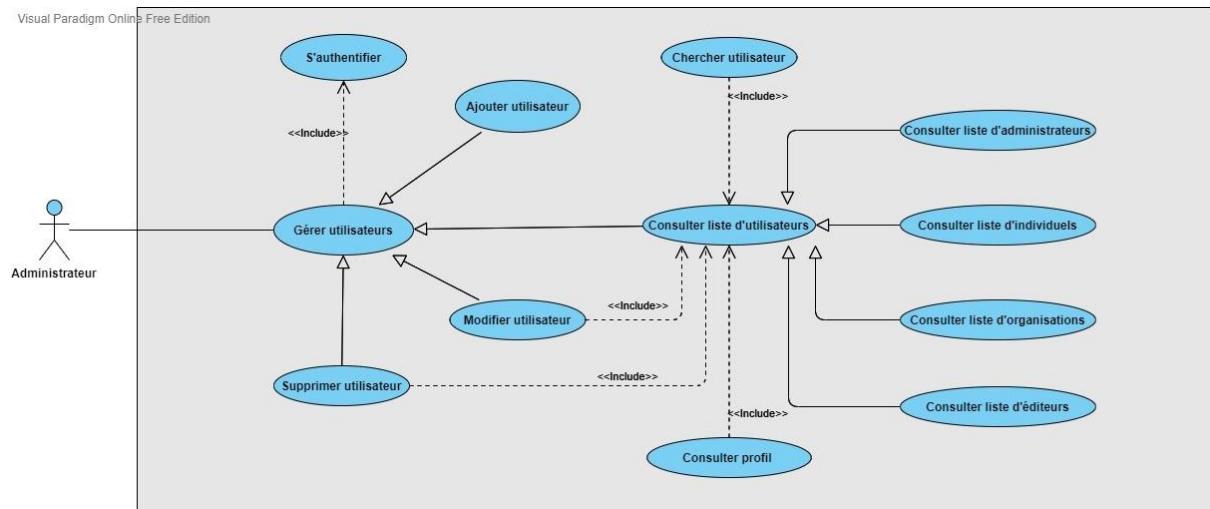 Visual Paradigm Online Free Edition
S'authentifier
Chercher utilisateur
<<Include>>
Ajouter utilisateur
<<Include>>
Consulter liste d'administrateurs
Gérer utilisateurs
Consulter liste d'utilisateurs
Consulter liste d'individuels
Administrateur
<<Include>>
Modifier utilisateur
Consulter liste d'organisations
<<Include>>
Supprimer utilisateur
<<Include>>
Consulter liste d'éditeurs
Consulter profil